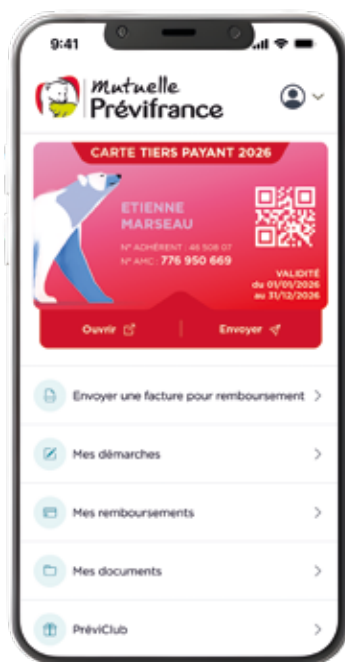 9:41
Mutuelle
Prévifrance
CARTE TIERS PAYANT 2026
ETIENNE
MARSEAU
N° ADHÉRENT : 46 508 07
N° AMC : 776 950 669
VALIDITÉ
du 01/01/2026
au 31/12/2026
Ouvrir
Envoyer
Envoyer une facture pour remboursement
Mes démarches
Mes remboursements
Mes documents
PréviClub